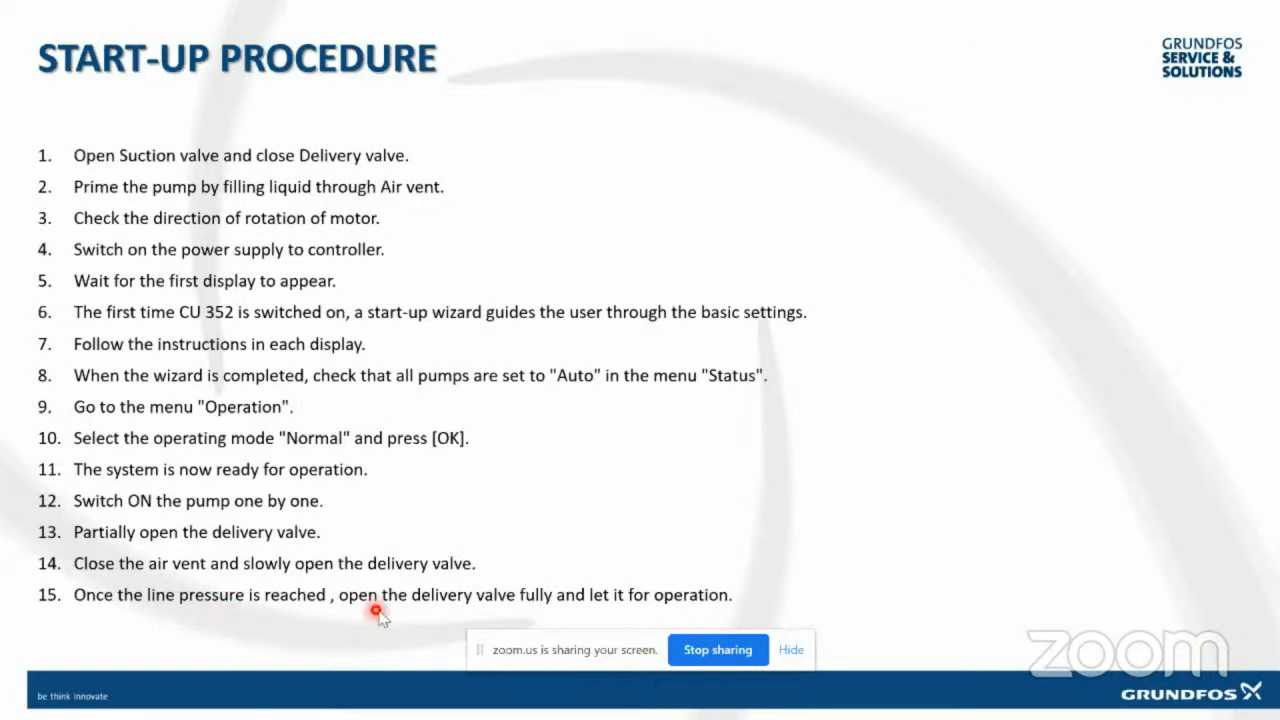 START-UP PROCEDURE
GRUNDFOS
SERVICE &
SOLUTIONS
1. Open Suction valve and close Delivery valve.
2. Prime the pump by filling liquid through Air vent.
3. Check the direction of rotation of motor.
4. Switch on the power supply to controller.
5. Wait for the first display to appear.
6. The first time CU 352 is switched on, a start-up wizard guides the user through the basic settings.
7. Follow the instructions in each display.
8. When the wizard is completed, check that all pumps are set to "Auto" in the menu "Status".
9. Go to the menu "Operation".
10. Select the operating mode "Normal" and press [OK].
11. The system is now ready for operation.
12. Switch ON the pump one by one.
13. Partially open the delivery valve.
14. Close the air vent and slowly open the delivery valve.
15. Once the line pressure is reached , open the delivery valve fully and let it for operation.
zoom.us is sharing your screen. Stop sharing Hide
zoom
be think innovate
GRUNDFOS